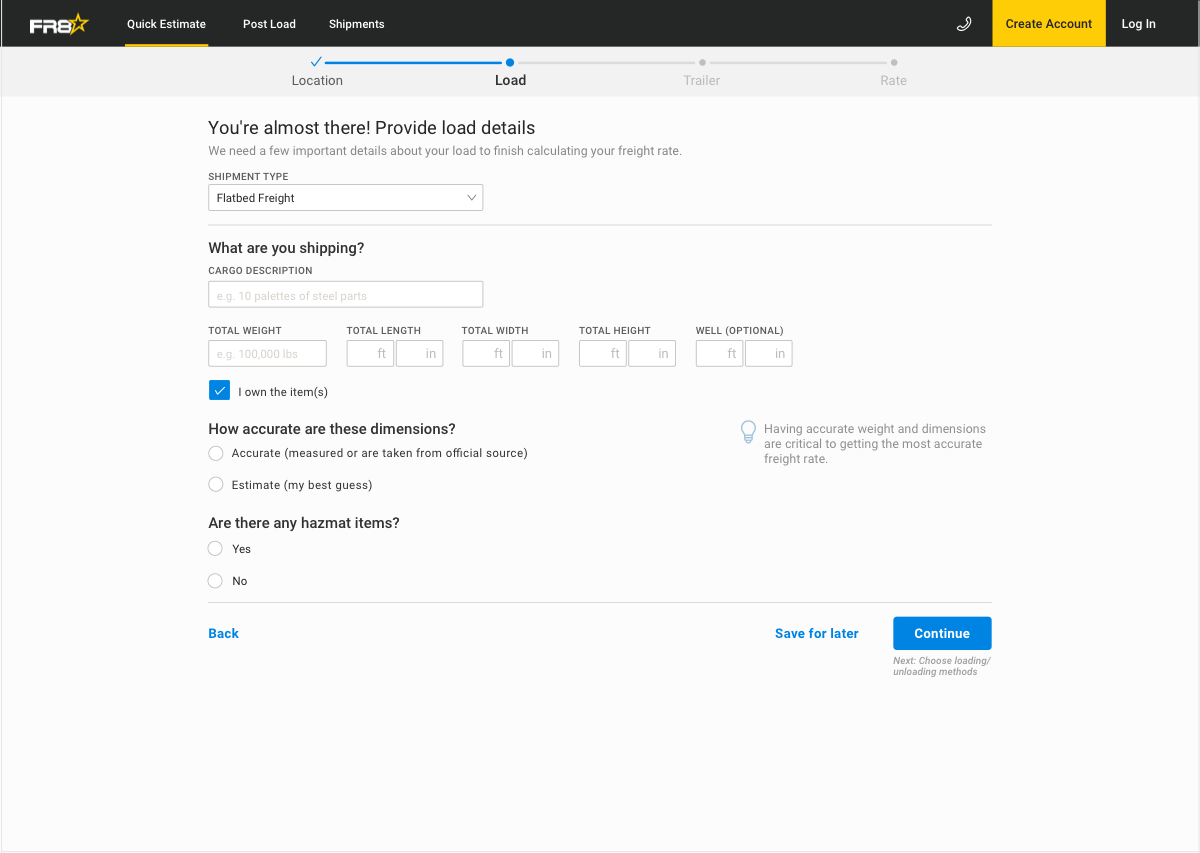 FR8 Quick Estimate Post Load Shipments Create Account Log In
Location Load Trailer Rate
You're almost there! Provide load details
We need a few important details about your load to finish calculating your freight rate.
SHIPMENT TYPE
Flatbed Freight
What are you shipping?
CARGO DESCRIPTION
e.g. 10 palettes of steel parts
TOTAL WEIGHT TOTAL LENGTH TOTAL WIDTH TOTAL HEIGHT WELL (OPTIONAL)
e.g. 100,000 lbs ft in ft in ft in ft in
I own the item(s)
How accurate are these dimensions?
Accurate (measured or are taken from official source)
Estimate (my best guess)
Having accurate weight and dimensions
are critical to getting the most accurate
freight rate.
Are there any hazmat items?
Yes
No
Back Save for later Continue
Next: Choose loading/
unloading methods